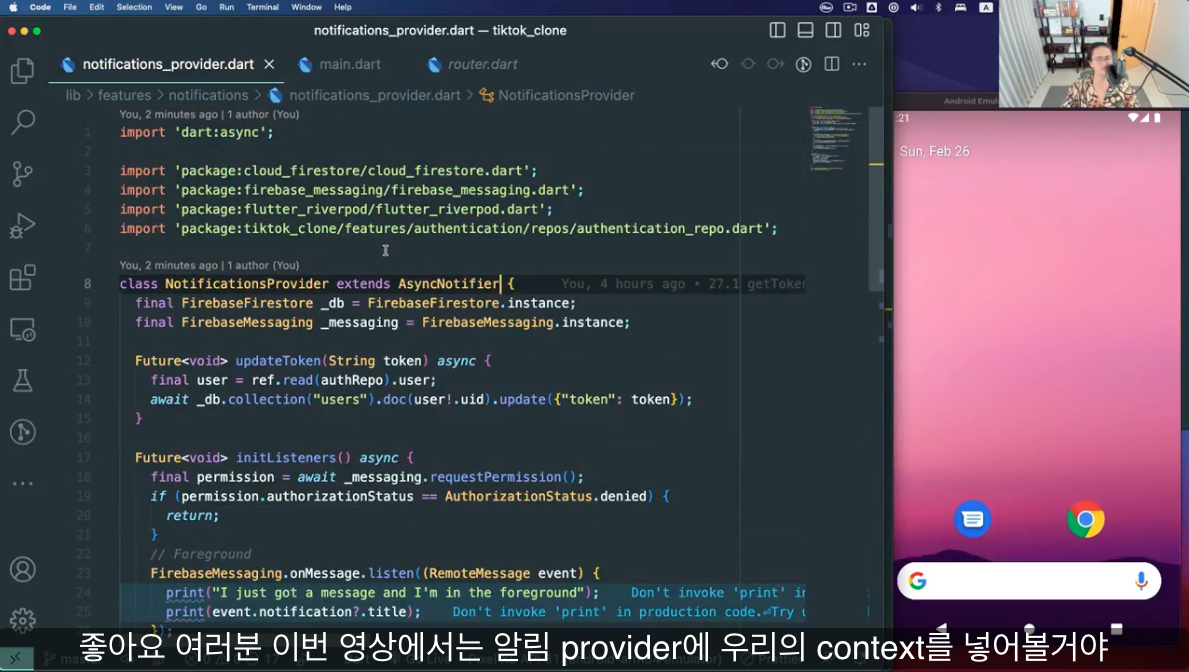 Code File Edit Selection View Go Run Terminal Window Help
A
notifications_provider.dart — tiktok_clone
notifications_provider.dart main.dart router.dart
lib > features > notifications > notifications_provider.dart > NotificationsProvider
Android Emul
:21
Sun, Feb 26
You, 2 minutes ago | 1 author (You)
1 import 'dart:async';
2
3 import 'package:cloud_firestore/cloud_firestore.dart';
4 import 'package:firebase_messaging/firebase_messaging.dart';
5 import 'package:flutter_riverpod/flutter_riverpod.dart';
6 import 'package:tiktok_clone/features/authentication/repos/authentication_repo.dart';
7
You, 2 minutes ago | 1 author (You)
8 class NotificationsProvider extends AsyncNotifier { You, 4 hours ago • 27.1 getToken
9 final FirebaseFirestore _db = FirebaseFirestore.instance;
10 final FirebaseMessaging _messaging = FirebaseMessaging.instance;
11
12 Future<void> updateToken(String token) async {
13 final user = ref.read(authRepo).user;
14 await _db.collection("users").doc(user!.uid).update({"token": token});
15 }
16
17 Future<void> initListeners() async {
18 final permission = await _messaging.requestPermission();
19 if (permission.authorizationStatus == AuthorizationStatus.denied) {
20 return;
21 }
22 // Foreground
23 FirebaseMessaging.onMessage.listen((RemoteMessage event) {
24 print("I just got a message and I'm in the foreground"); Don't invoke 'print' in
25 print(event.notification?.title); Don't invoke 'print' in production code.⏎Try u
});
좋아요 여러분 이번 영상에서는 알림 provider에 우리의 context를 넣어볼거야